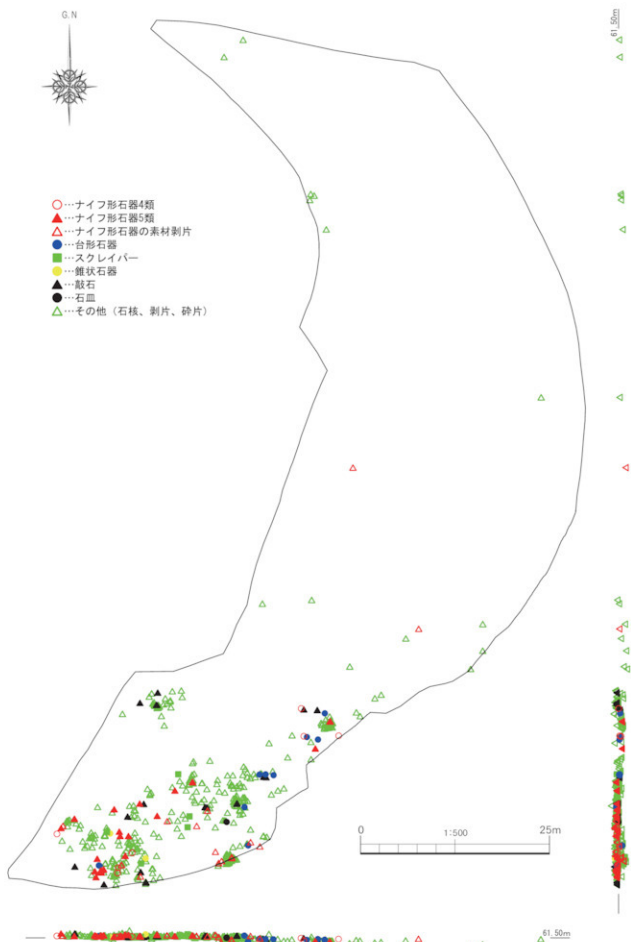 G.N
61.50m
○…ナイフ形石器4類
▲…ナイフ形石器5類
△…ナイフ形石器の素材剥片
●…台形石器
■…スクレイパー
●…錐状石器
▲…敲石
●…石皿
△…その他（石核、剥片、砕片）
0 1:500 25m
61.50m